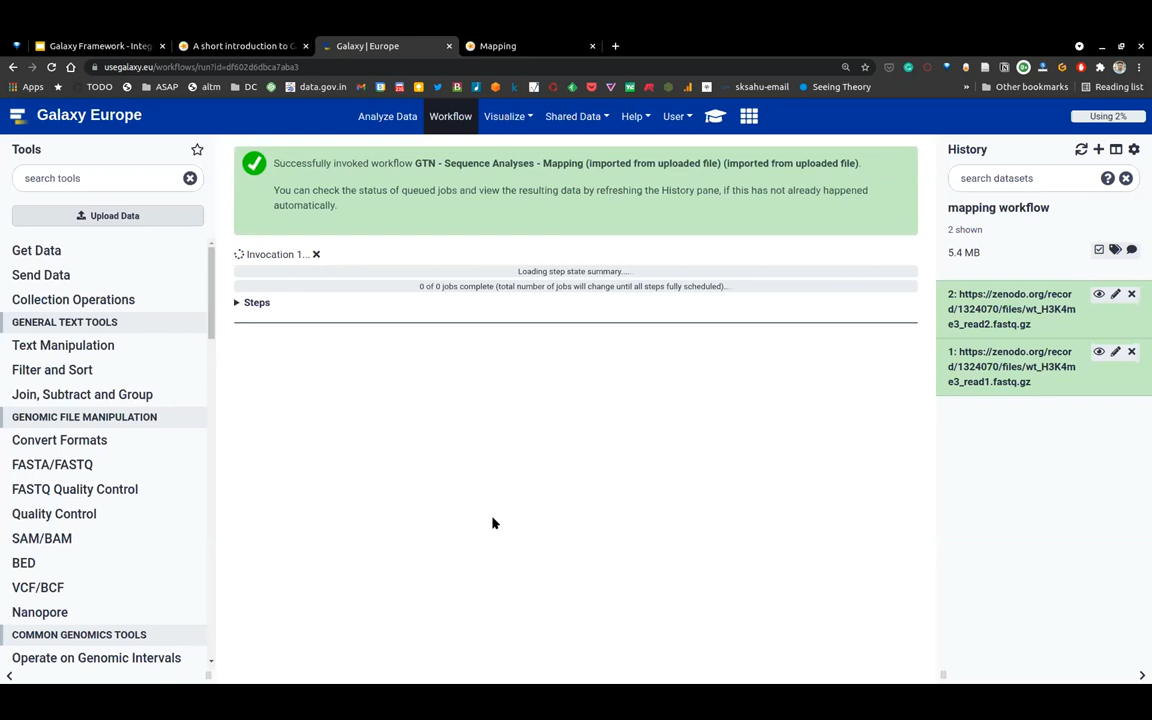 Galaxy Framework - Integ
A short introduction to G
Galaxy | Europe
Mapping
usegalaxy.eu/workflows/run?id=df602d6dbca7aba3
Apps
TODO
ASAP
altm
DC
data.gov.in
sksahu-email
Seeing Theory
»
Other bookmarks
Reading list
Galaxy Europe
Analyze Data
Workflow
Visualize
Shared Data
Help
User
Using 2%
Tools
search tools
Upload Data
Get Data
Send Data
Collection Operations
GENERAL TEXT TOOLS
Text Manipulation
Filter and Sort
Join, Subtract and Group
GENOMIC FILE MANIPULATION
Convert Formats
FASTA/FASTQ
FASTQ Quality Control
Quality Control
SAM/BAM
BED
VCF/BCF
Nanopore
COMMON GENOMICS TOOLS
Operate on Genomic Intervals
Successfully invoked workflow GTN - Sequence Analyses - Mapping (imported from uploaded file) (imported from uploaded file).
You can check the status of queued jobs and view the resulting data by refreshing the History pane, if this has not already happened
automatically.
Invocation 1...
Loading step state summary.....
0 of 0 jobs complete (total number of jobs will change until all steps fully scheduled)...
Steps
History
search datasets
mapping workflow
2 shown
5.4 MB
2: https://zenodo.org/recor
d/1324070/files/wt_H3K4m
e3_read2.fastq.gz
1: https://zenodo.org/recor
d/1324070/files/wt_H3K4m
e3_read1.fastq.gz